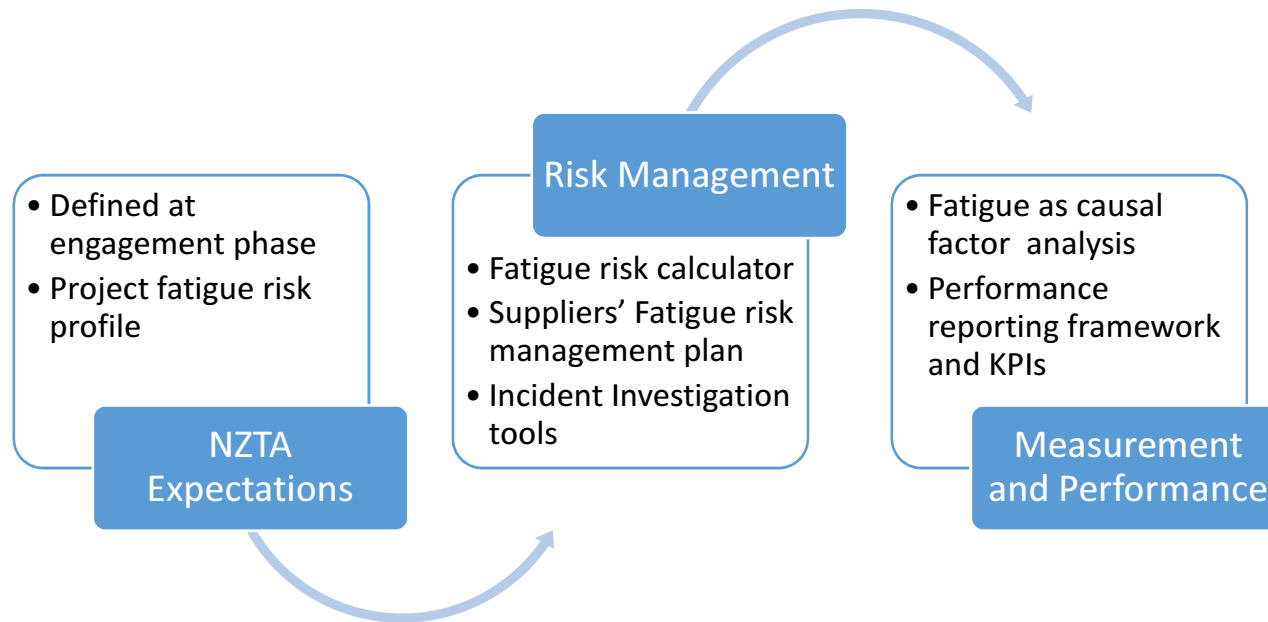 • Defined at
engagement phase
• Project fatigue risk
profile
NZTA
Expectations
Risk Management
• Fatigue risk calculator
• Suppliers’ Fatigue risk
management plan
• Incident Investigation
tools
• Fatigue as causal
factor  analysis
• Performance
reporting framework
and KPIs
Measurement
and Performance